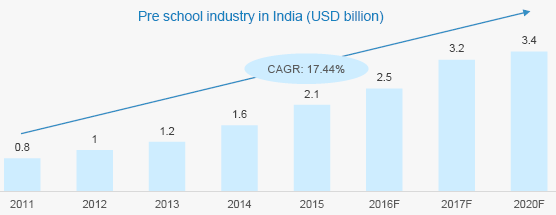 Pre school industry in India (USD billion)
CAGR: 17.44%
0.8 1 1.2 1.6 2.1 2.5 3.2 3.4
2011 2012 2013 2014 2015 2016F 2017F 2020F